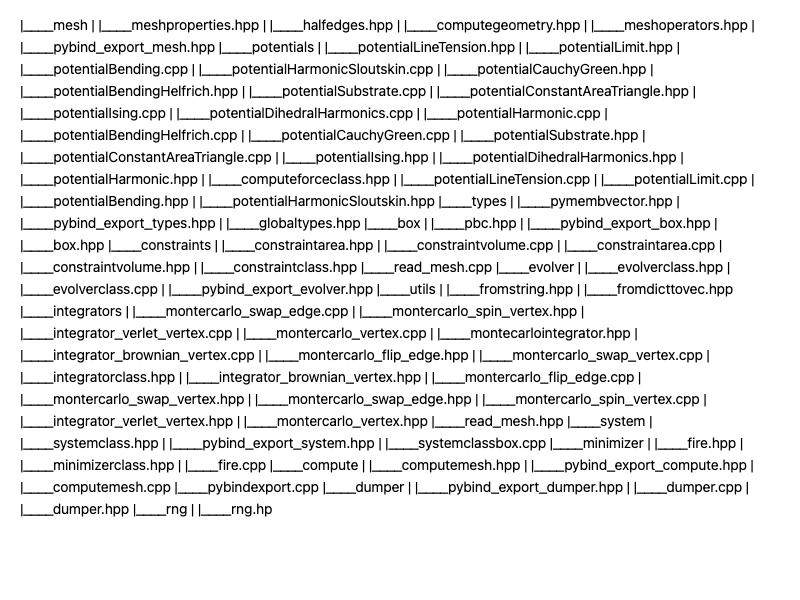 |____mesh | |____meshproperties.hpp | |____halfedges.hpp | |____computegeometry.hpp | |____meshoperators.hpp |
|____pybind_export_mesh.hpp |____potentials | |____potentialLineTension.hpp | |____potentialLimit.hpp |
|____potentialBending.cpp | |____potentialHarmonicSloutskin.cpp | |____potentialCauchyGreen.hpp |
|____potentialBendingHelfrich.hpp | |____potentialSubstrate.cpp | |____potentialConstantAreaTriangle.hpp |
|____potentialIsing.cpp | |____potentialDihedralHarmonics.cpp | |____potentialHarmonic.cpp |
|____potentialBendingHelfrich.cpp | |____potentialCauchyGreen.cpp | |____potentialSubstrate.hpp |
|____potentialConstantAreaTriangle.cpp | |____potentialIsing.hpp | |____potentialDihedralHarmonics.hpp |
|____potentialHarmonic.hpp | |____computeforceclass.hpp | |____potentialLineTension.cpp | |____potentialLimit.cpp |
|____potentialBending.hpp | |____potentialHarmonicSloutskin.hpp |____types | |____pymembvector.hpp |
|____pybind_export_types.hpp | |____globaltypes.hpp |____box | |____pbc.hpp | |____pybind_export_box.hpp |
|____box.hpp |____constraints | |____constraintarea.hpp | |____constraintvolume.cpp | |____constraintarea.cpp |
|____constraintvolume.hpp | |____constraintclass.hpp |____read_mesh.cpp |____evolver | |____evolverclass.hpp |
|____evolverclass.cpp | |____pybind_export_evolver.hpp |____utils | |____fromstring.hpp | |____fromdicttovec.hpp
|____integrators | |____montercarlo_swap_edge.cpp | |____montercarlo_spin_vertex.hpp |
|____integrator_verlet_vertex.cpp | |____montercarlo_vertex.cpp | |____montecarlointegrator.hpp |
|____integrator_brownian_vertex.cpp | |____montercarlo_flip_edge.hpp | |____montercarlo_swap_vertex.cpp |
|____integratorclass.hpp | |____integrator_brownian_vertex.hpp | |____montercarlo_flip_edge.cpp |
|____montercarlo_swap_vertex.hpp | |____montercarlo_swap_edge.hpp | |____montercarlo_spin_vertex.cpp |
|____integrator_verlet_vertex.hpp | |____montercarlo_vertex.hpp |____read_mesh.hpp |____system |
|____systemclass.hpp | |____pybind_export_system.hpp | |____systemclassbox.cpp |____minimizer | |____fire.hpp |
|____minimizerclass.hpp | |____fire.cpp |____compute | |____computemesh.hpp | |____pybind_export_compute.hpp |
|____computemesh.cpp |____pybindexport.cpp |____dumper | |____pybind_export_dumper.hpp | |____dumper.cpp |
|____dumper.hpp |____rng | |____rng.hp